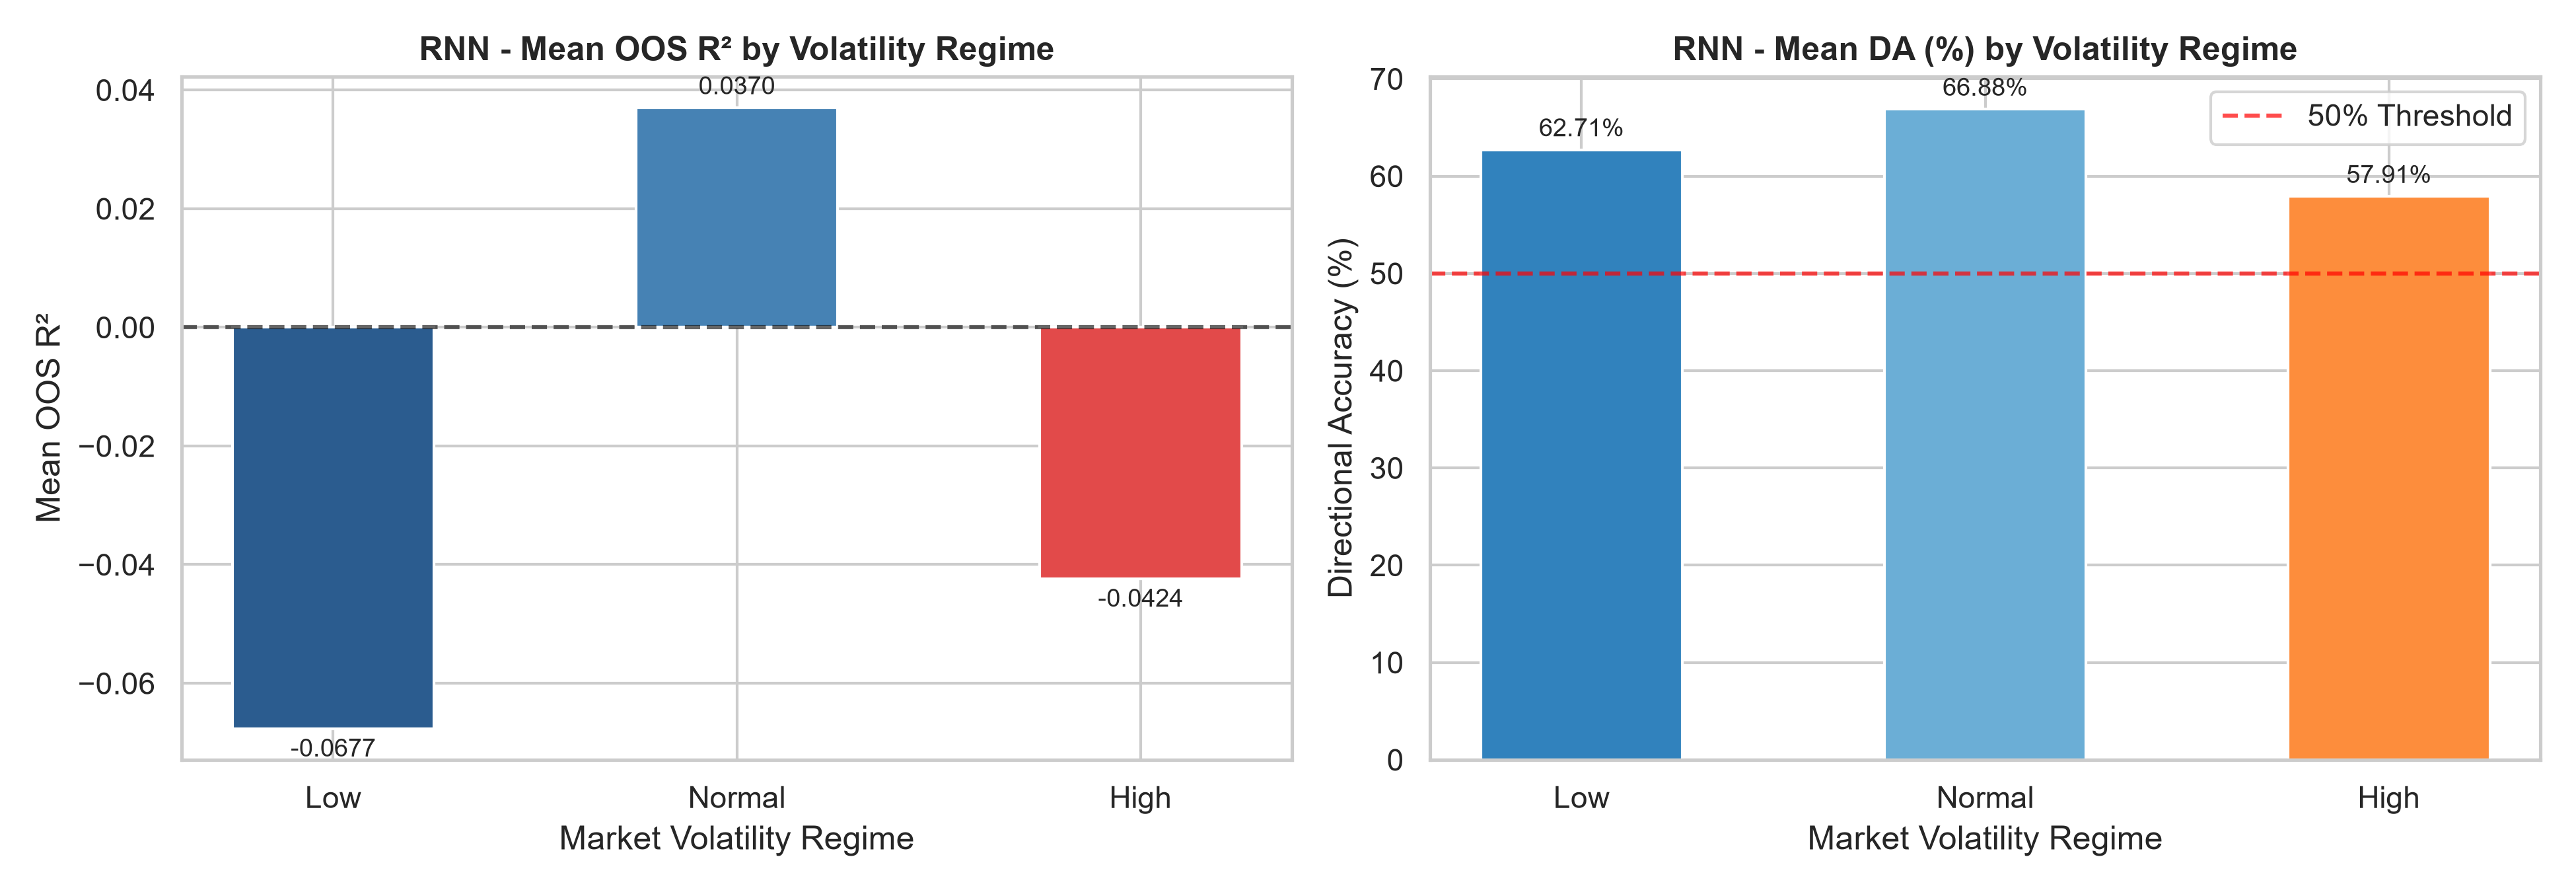 RNN - Mean OOS R² by Volatility Regime
Mean OOS R²
0.04
0.02
0.00
−0.02
−0.04
−0.06
0.0370
-0.0677
-0.0424
Low
Normal
High
Market Volatility Regime
RNN - Mean DA (%) by Volatility Regime
Directional Accuracy (%)
70
60
50
40
30
20
10
0
62.71%
66.88%
57.91%
50% Threshold
Low
Normal
High
Market Volatility Regime